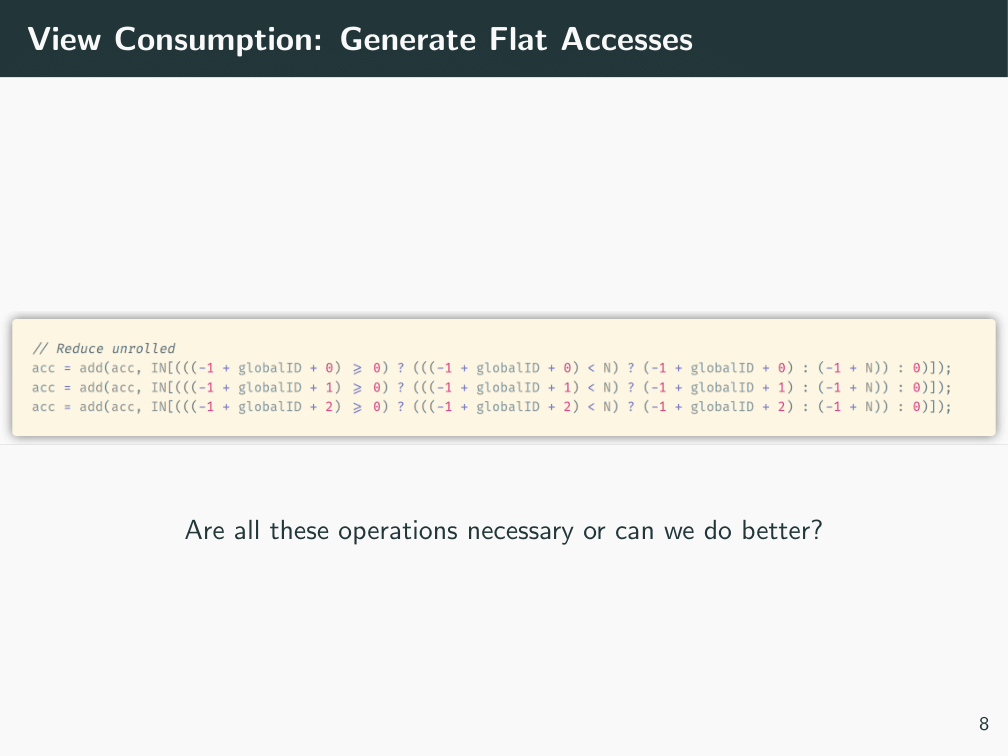 View Consumption: Generate Flat Accesses
// Reduce unrolled
acc = add(acc, IN[(((-1 + globalID + 0) ⩾ 0) ? (((-1 + globalID + 0) < N) ? (-1 + globalID + 0) : (-1 + N)) : 0)]);
acc = add(acc, IN[(((-1 + globalID + 1) ⩾ 0) ? (((-1 + globalID + 1) < N) ? (-1 + globalID + 1) : (-1 + N)) : 0)]);
acc = add(acc, IN[(((-1 + globalID + 2) ⩾ 0) ? (((-1 + globalID + 2) < N) ? (-1 + globalID + 2) : (-1 + N)) : 0)]);
Are all these operations necessary or can we do better?
8